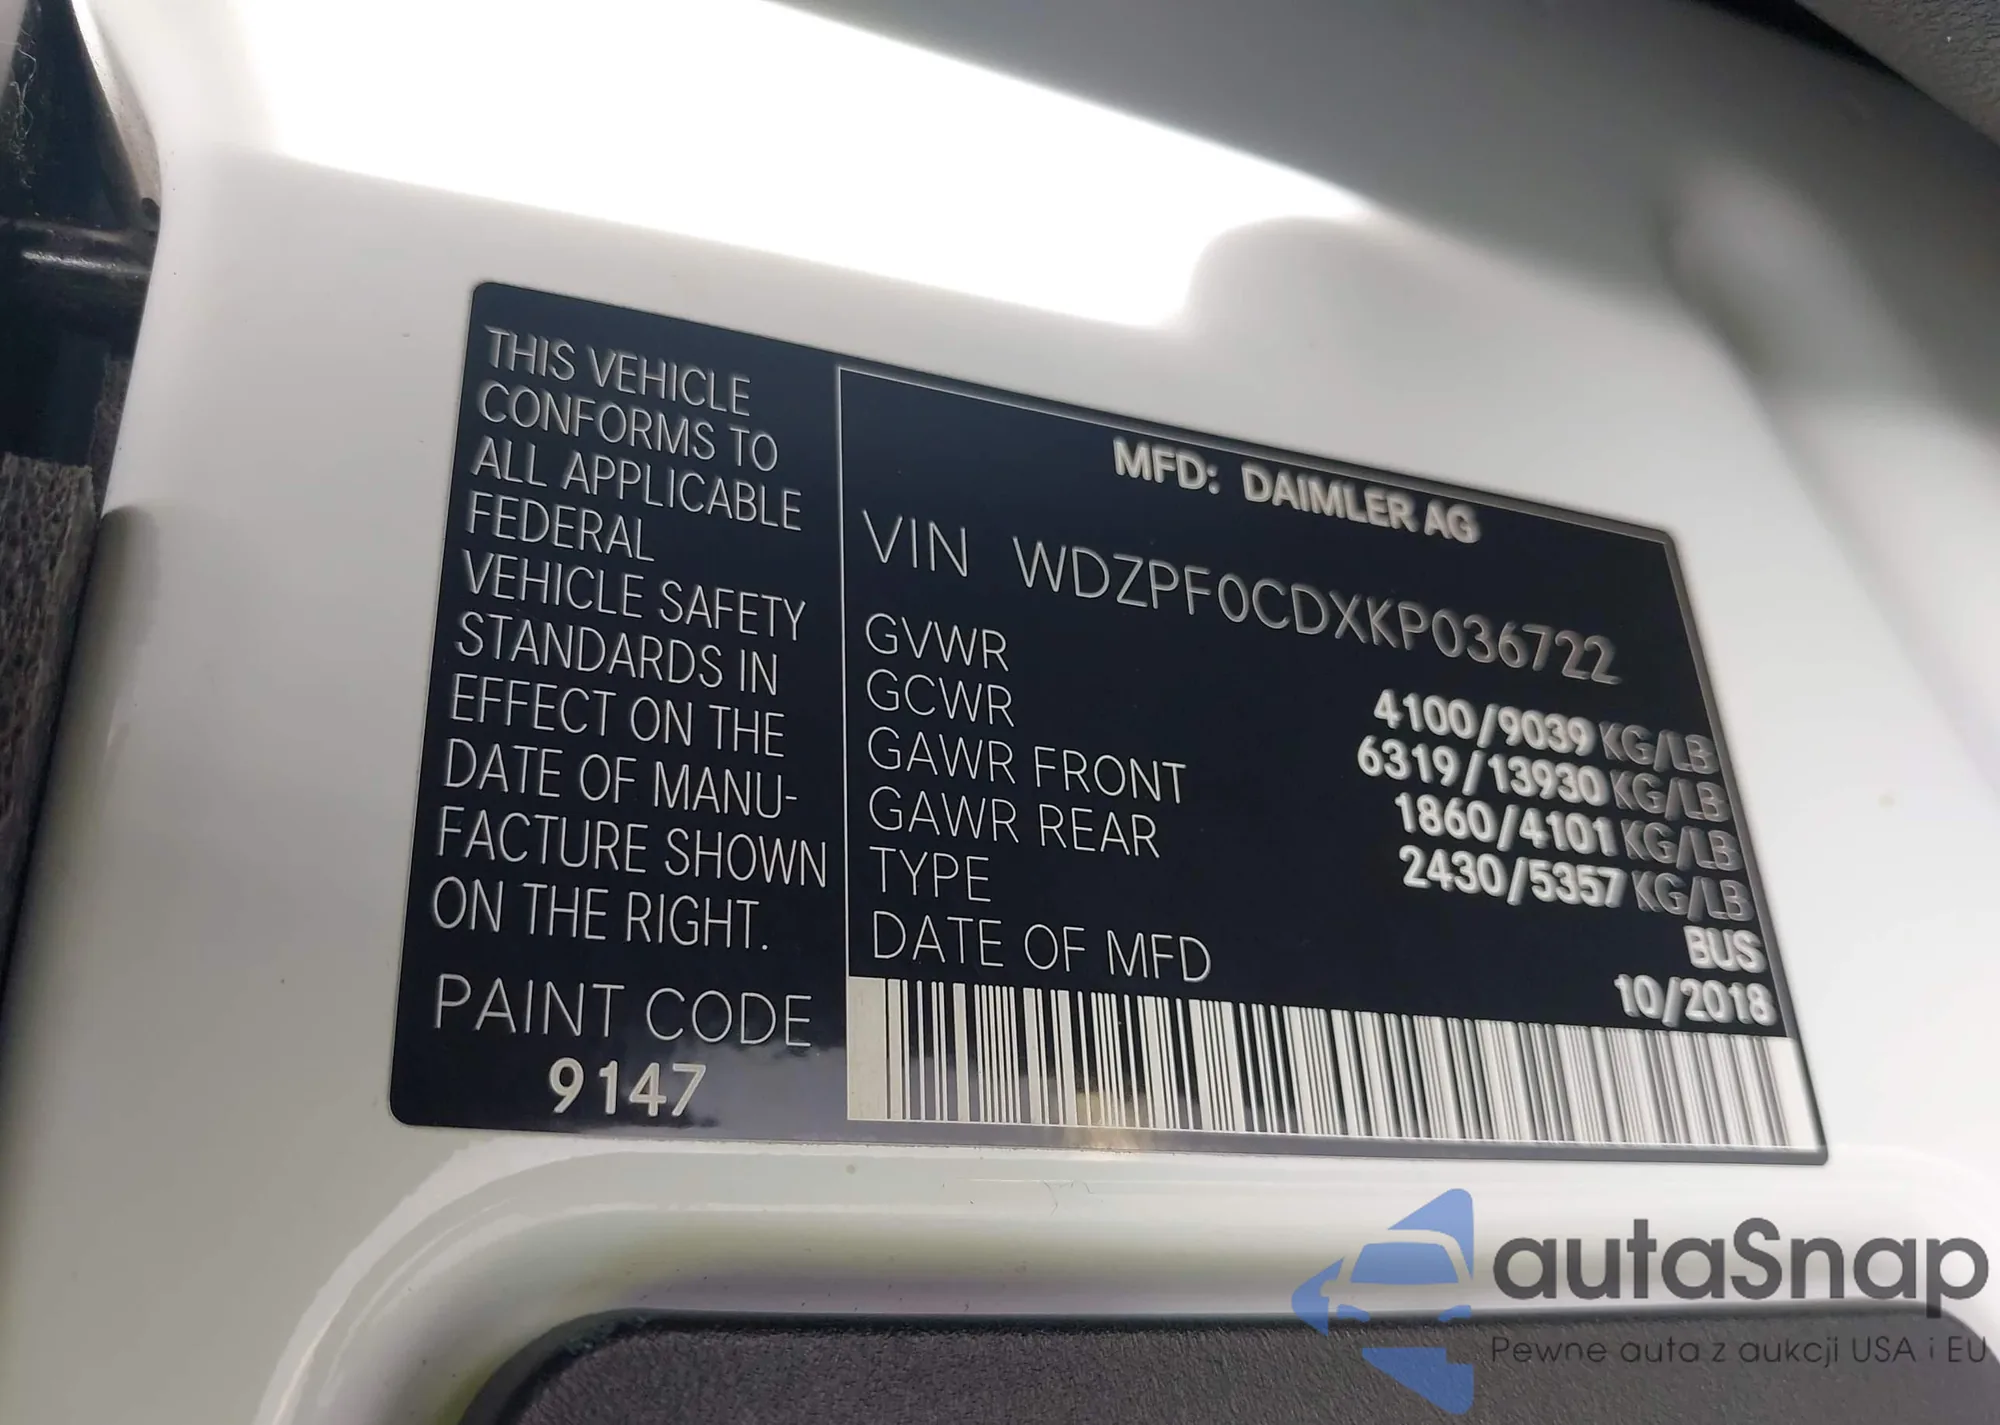 THIS VEHICLE
CONFORMS TO
ALL APPLICABLE
FEDERAL
VEHICLE SAFETY
STANDARDS IN
EFFECT ON THE
DATE OF MANU-
FACTURE SHOWN
ON THE RIGHT.
PAINT CODE
9147
MFD: DAIMLER AG
VIN WDZPF0CDXKP036722
GVWR 4100/9039 KG/LB
GCWR 6319/13930 KG/LB
GAWR FRONT 1860/4101 KG/LB
GAWR REAR 2430/5357 KG/LB
TYPE BUS
DATE OF MFD 10/2018
autaSnap
Pewne auta z aukcji USA i EU